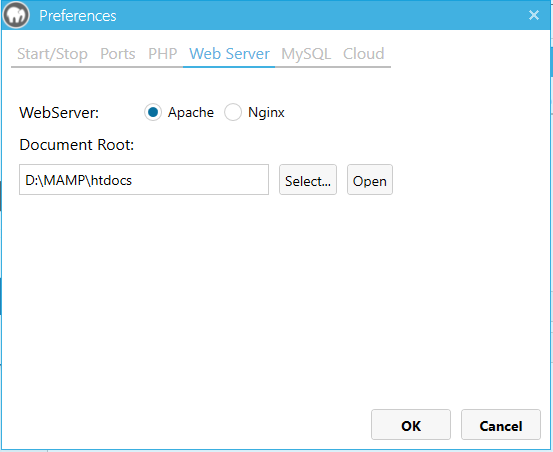 Preferences
Start/Stop Ports PHP Web Server MySQL Cloud
WebServer: Apache Nginx
Document Root:
D:\MAMP\htdocs Select... Open
OK Cancel